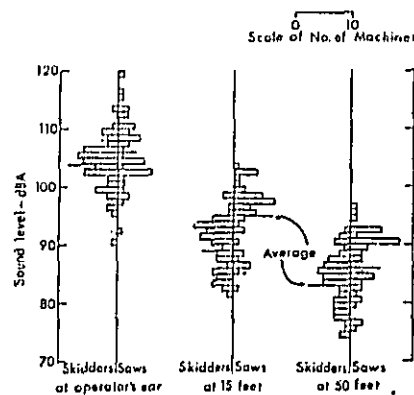 0 10
Scale of No. of Machines
120
110
100
90
80
70
Sound level - dBA
Average
Skidders Saws
at operator's ear
Skidders Saws
at 15 feet
Skidders Saws
at 50 feet